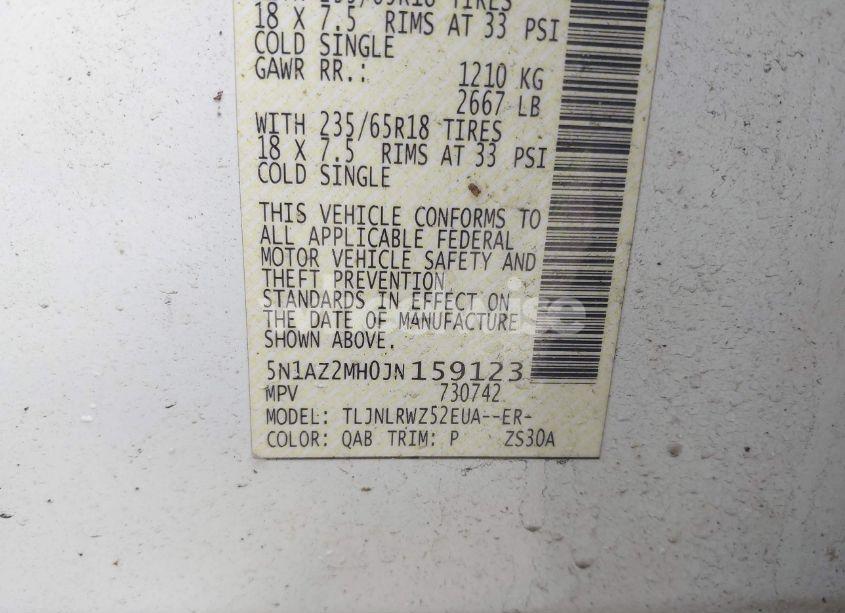 18 X 7.5 RIMS AT 33 PSI
COLD SINGLE
GAWR RR.: 1210 KG
2667 LB
WITH 235/65R18 TIRES
18 X 7.5 RIMS AT 33 PSI
COLD SINGLE
THIS VEHICLE CONFORMS TO
ALL APPLICABLE FEDERAL
MOTOR VEHICLE SAFETY AND
THEFT PREVENTION
STANDARDS IN EFFECT ON
THE DATE OF MANUFACTURE
SHOWN ABOVE.
5N1AZ2MH0JN159123
MPV 730742
MODEL: TLJNLRWZ52EUA--ER-
COLOR: QAB TRIM: P ZS30A